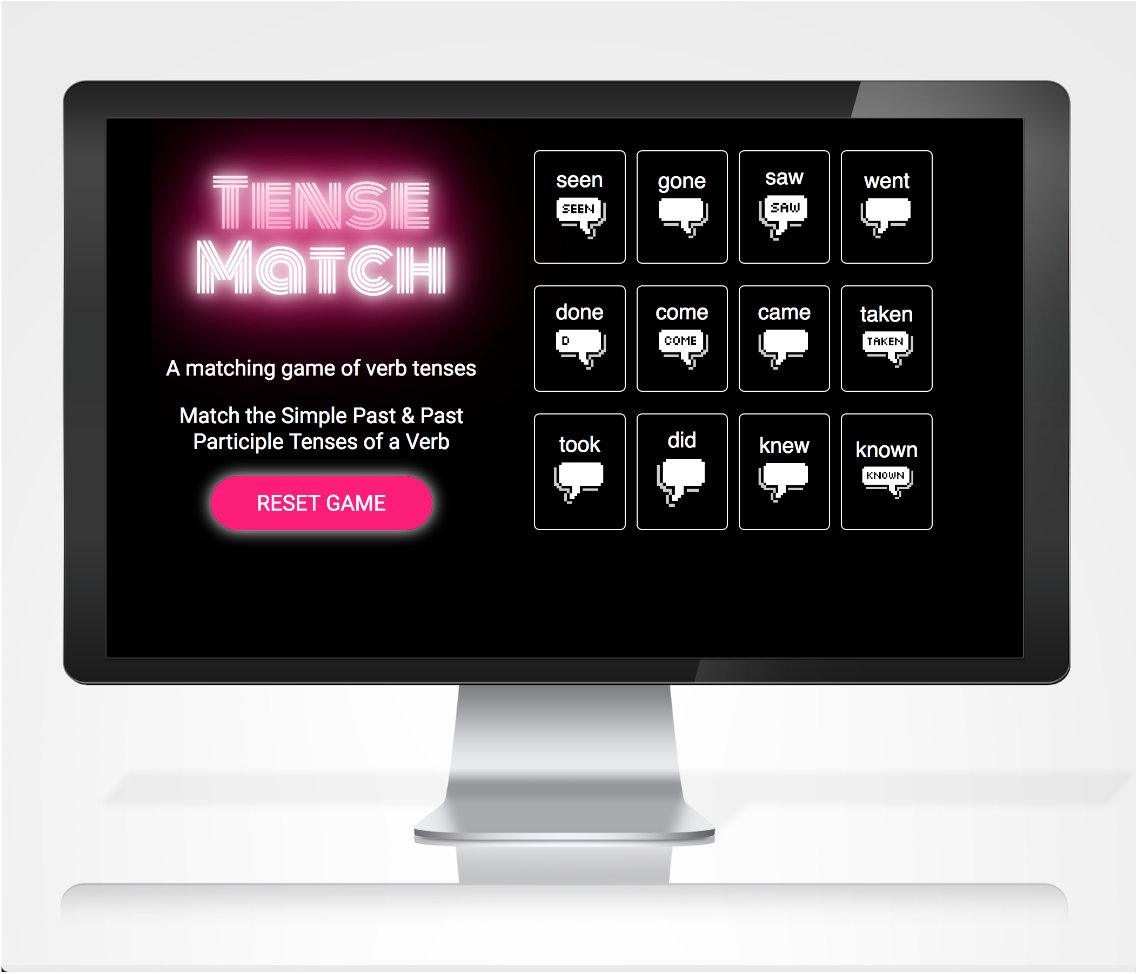 TENSE
MATCH
A matching game of verb tenses
Match the Simple Past & Past
Participle Tenses of a Verb
RESET GAME
seen
SEEN
gone
saw
SAW
went
done
D
come
COME
came
taken
TAKEN
took
did
knew
known
KNOWN